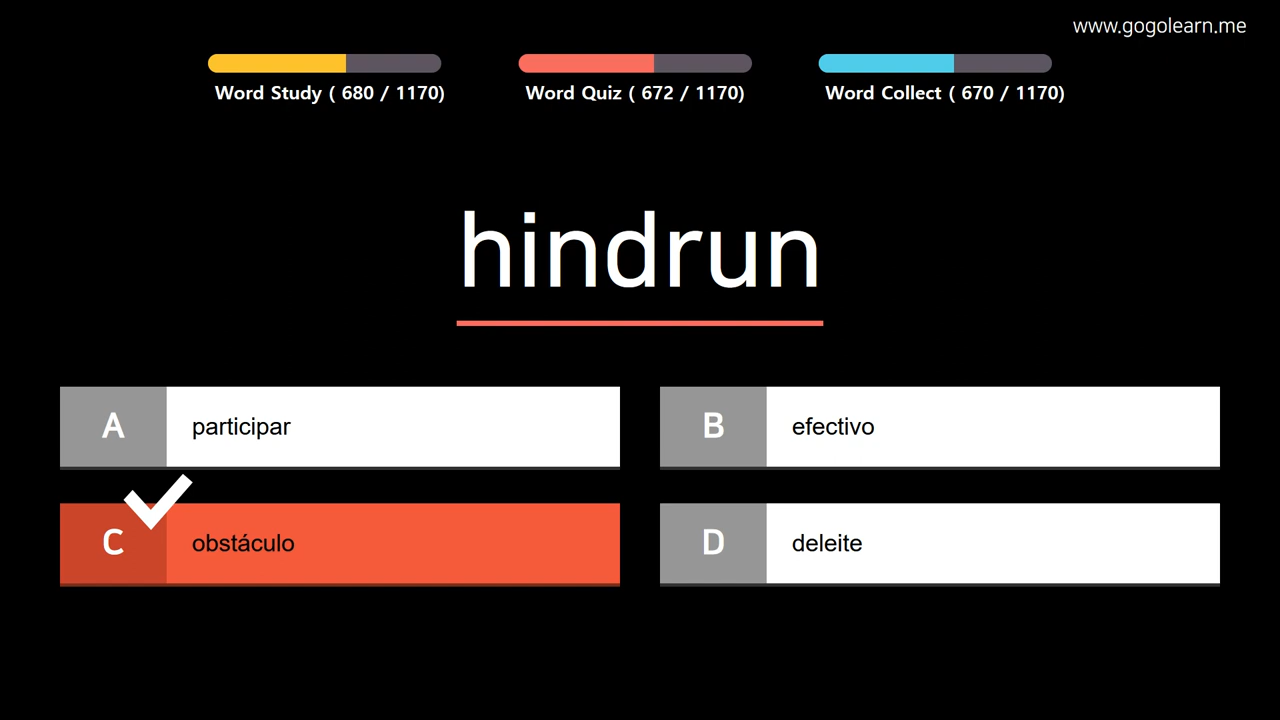 www.gogolearn.me
Word Study ( 680 / 1170)
Word Quiz ( 672 / 1170)
Word Collect ( 670 / 1170)
hindrun
A participar
B efectivo
C obstáculo
D deleite